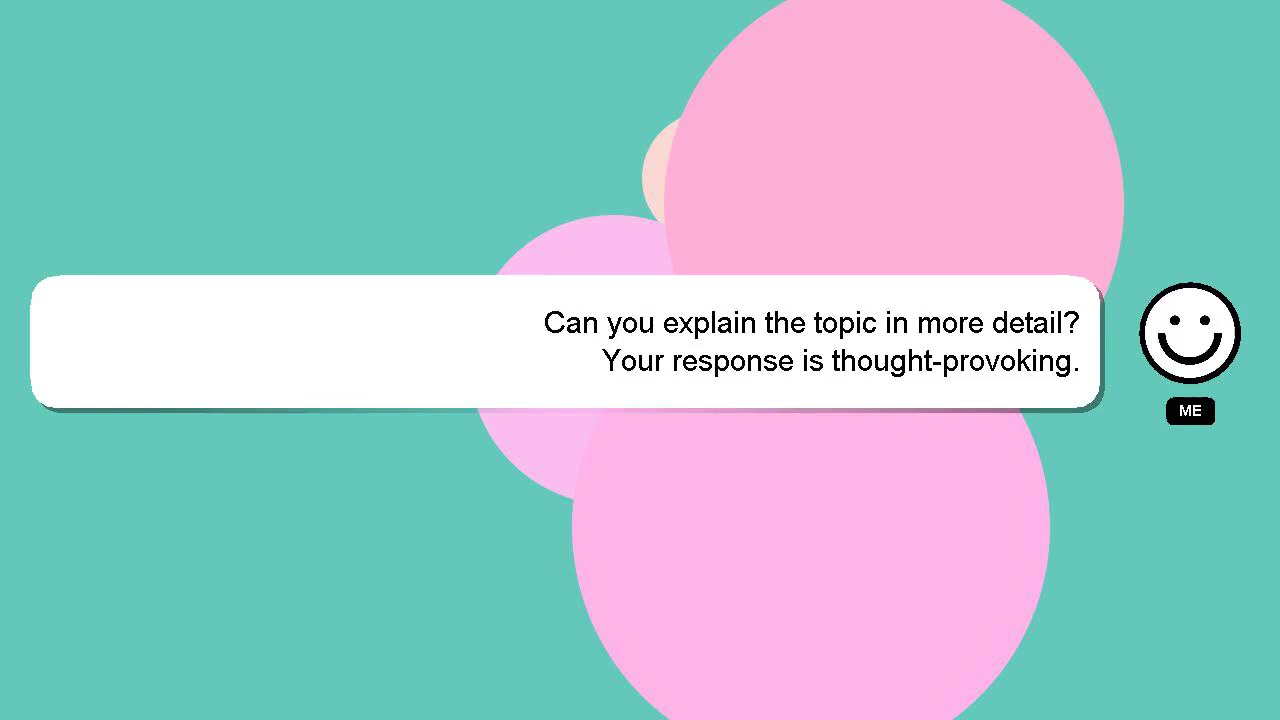 Can you explain the topic in more detail?
Your response is thought-provoking.
ME